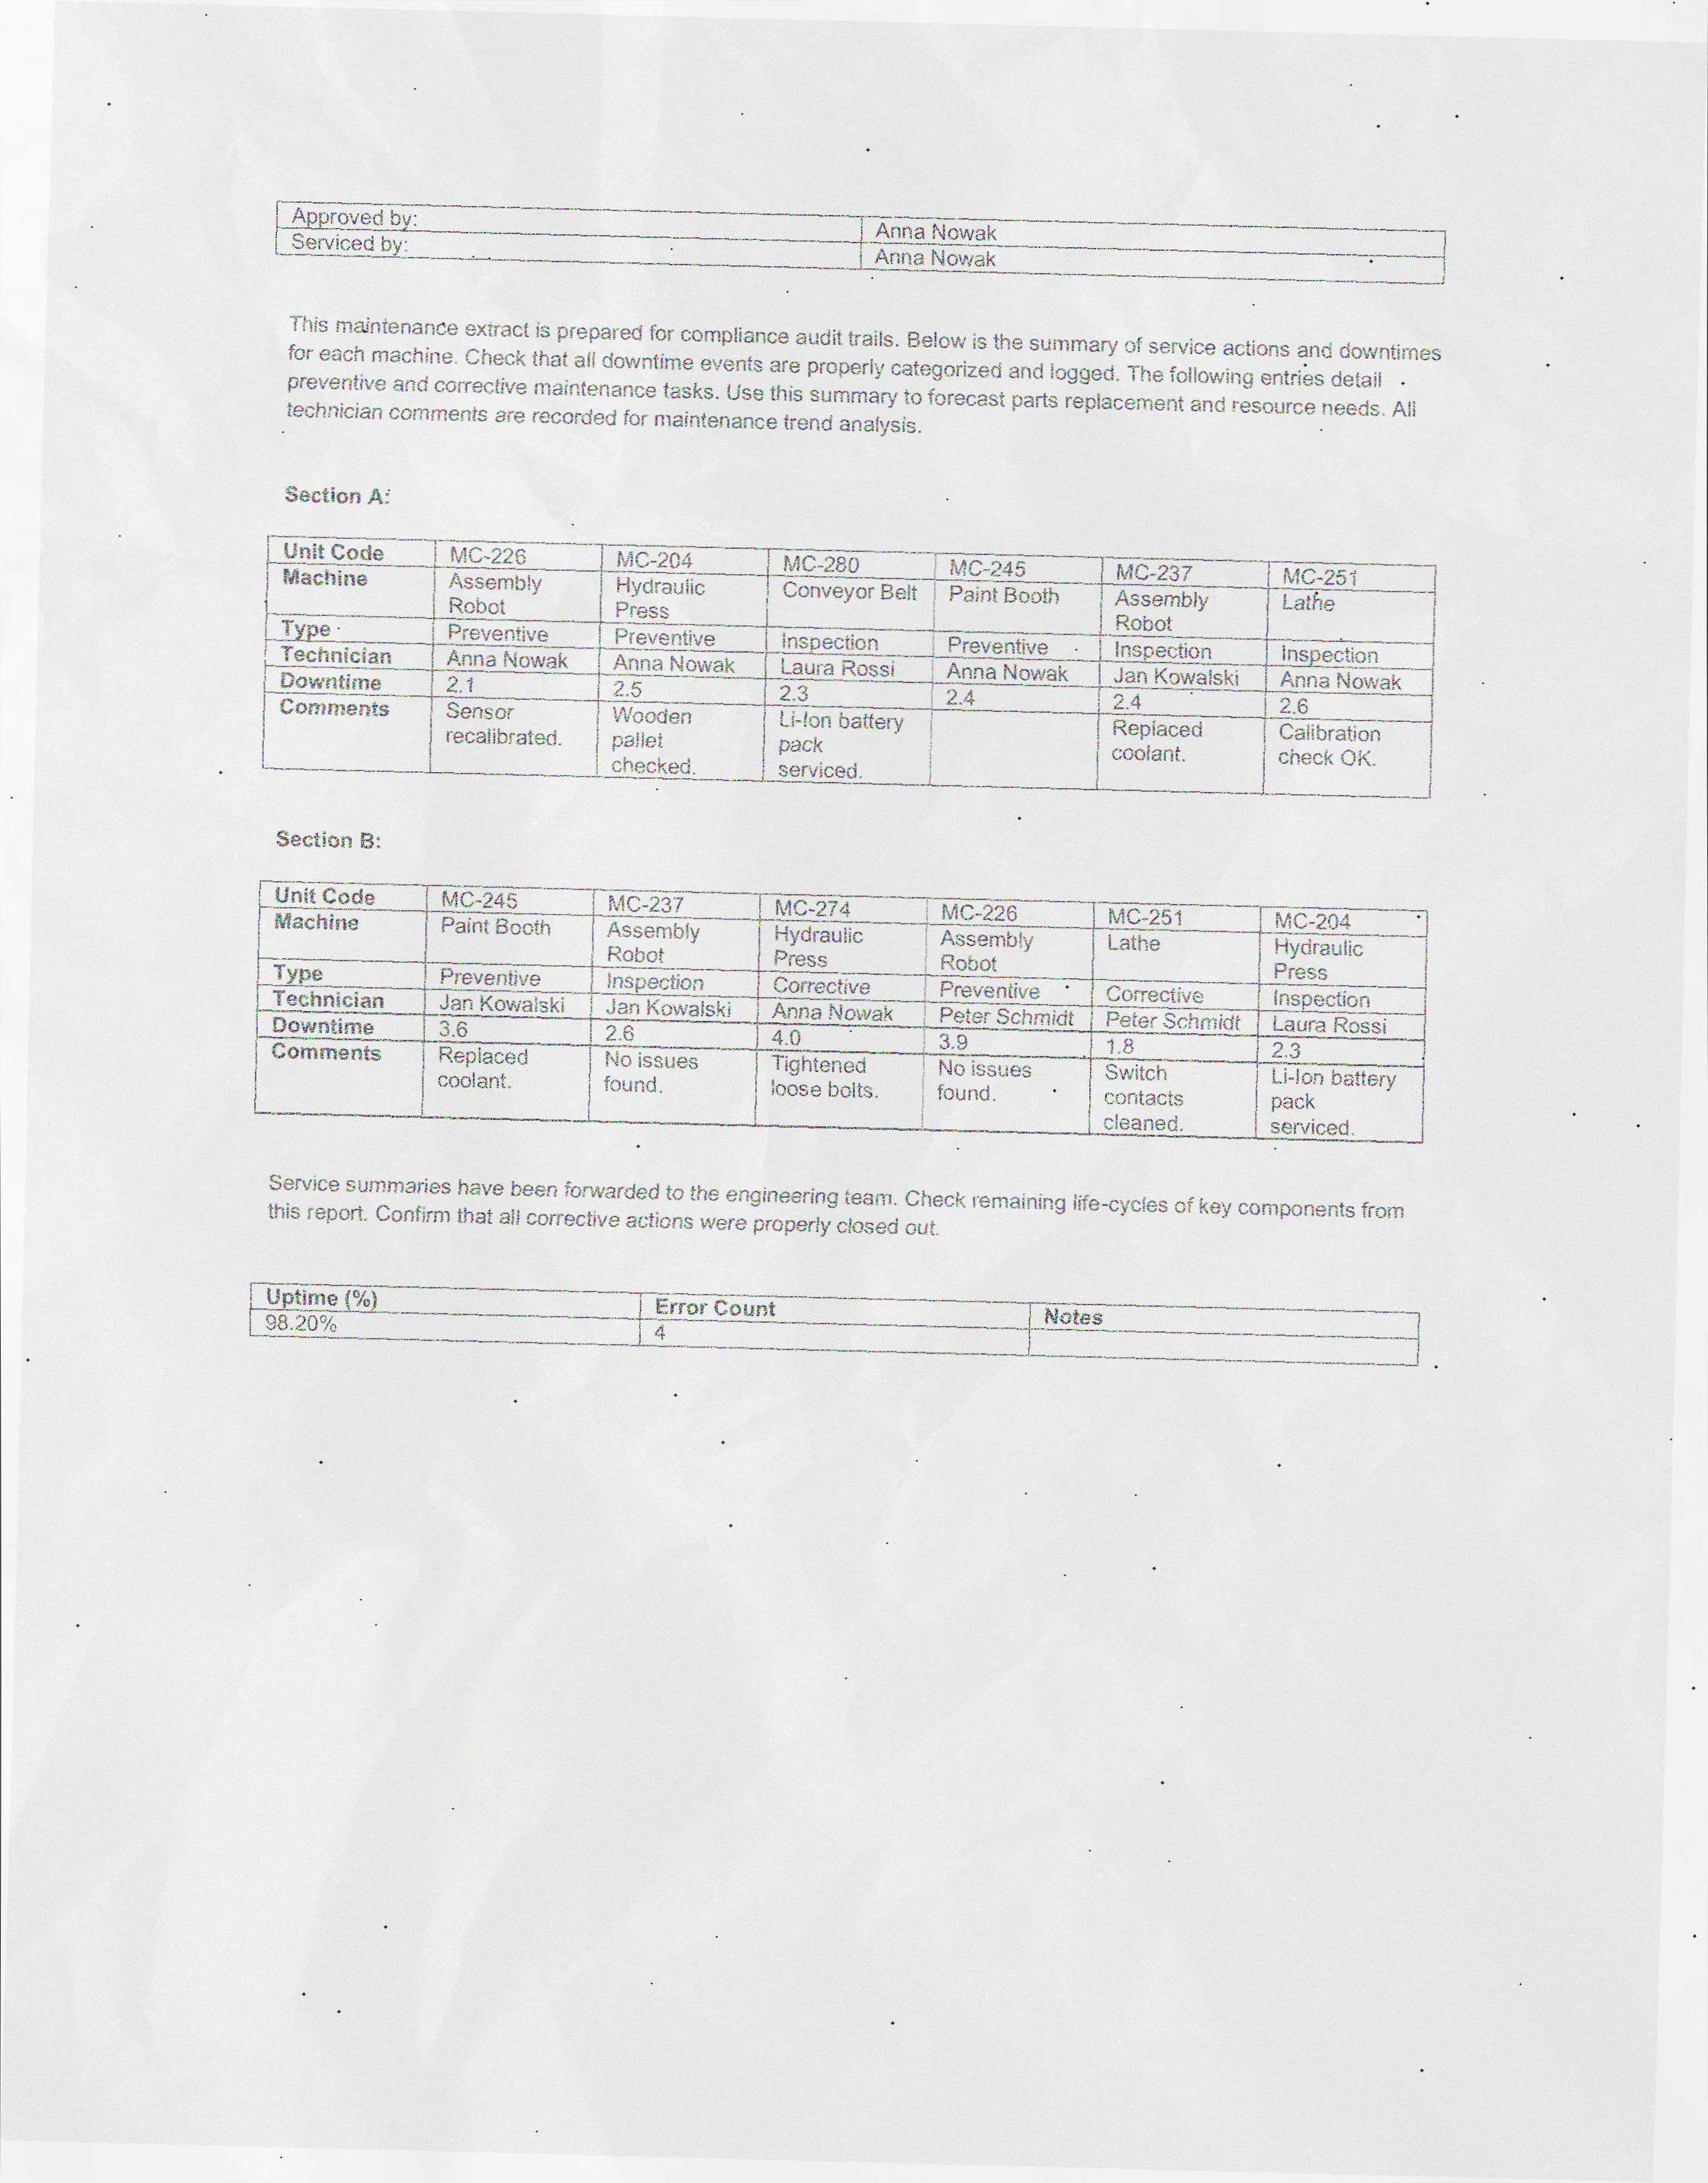 Approved by: Anna Nowak
Serviced by: Anna Nowak
This maintenance extract is prepared for compliance audit trails. Below is the summary of service actions and downtimes
for each machine. Check that all downtime events are properly categorized and logged. The following entries detail
preventive and corrective maintenance tasks. Use this summary to forecast parts replacement and resource needs. All
technician comments are recorded for maintenance trend analysis.
Section A:
Unit Code MC-226 MC-204 MC-280 MC-245 MC-237 MC-251
Machine Assembly Hydraulic Conveyor Belt Paint Booth Assembly Lathe
Robot Press Robot
Type Preventive Preventive Inspection Preventive Inspection Inspection
Technician Anna Nowak Anna Nowak Laura Rossi Anna Nowak Jan Kowalski Anna Nowak
Downtime 2.1 2.5 2.3 2.4 2.4 2.6
Comments Sensor Wooden Li-Ion battery Replaced Calibration
recalibrated. pallet pack coolant. check OK.
checked. serviced.
Section B:
Unit Code MC-245 MC-237 MC-274 MC-226 MC-251 MC-204
Machine Paint Booth Assembly Hydraulic Assembly Lathe Hydraulic
Robot Press Robot Press
Type Preventive Inspection Corrective Preventive Corrective Inspection
Technician Jan Kowalski Jan Kowalski Anna Nowak Peter Schmidt Peter Schmidt Laura Rossi
Downtime 3.6 2.6 4.0 3.9 1.8 2.3
Comments Replaced No issues Tightened No issues Switch Li-Ion battery
coolant. found. loose bolts. found. contacts pack
cleaned. serviced.
Service summaries have been forwarded to the engineering team. Check remaining life-cycles of key components from
this report. Confirm that all corrective actions were properly closed out.
Uptime (%) Error Count Notes
98.20% 4